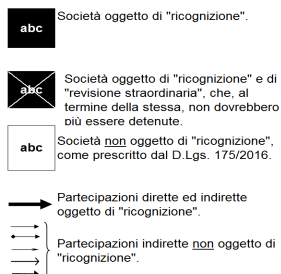 abc Società oggetto di "ricognizione".
abc Società oggetto di "ricognizione" e di
"revisione straordinaria", che, al
termine della stessa, non dovrebbero
più essere detenute.
abc Società non oggetto di "ricognizione",
come prescritto dal D.Lgs. 175/2016.
Partecipazioni dirette ed indirette
oggetto di "ricognizione".
Partecipazioni indirette non oggetto di
"ricognizione".